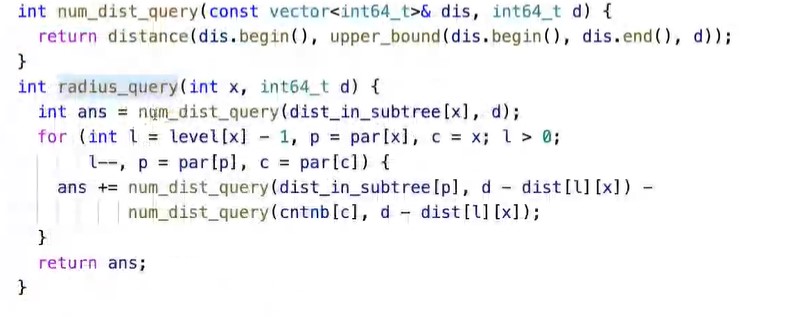 int num_dist_query(const vector<int64_t>& dis, int64_t d) {
return distance(dis.begin(), upper_bound(dis.begin(), dis.end(), d));
}
int radius_query(int x, int64_t d) {
int ans = num_dist_query(dist_in_subtree[x], d);
for (int l = level[x] - 1, p = par[x], c = x; l > 0;
l--, p = par[p], c = par[c]) {
ans += num_dist_query(dist_in_subtree[p], d - dist[l][x]) -
num_dist_query(cntnb[c], d - dist[l][x]);
}
return ans;
}